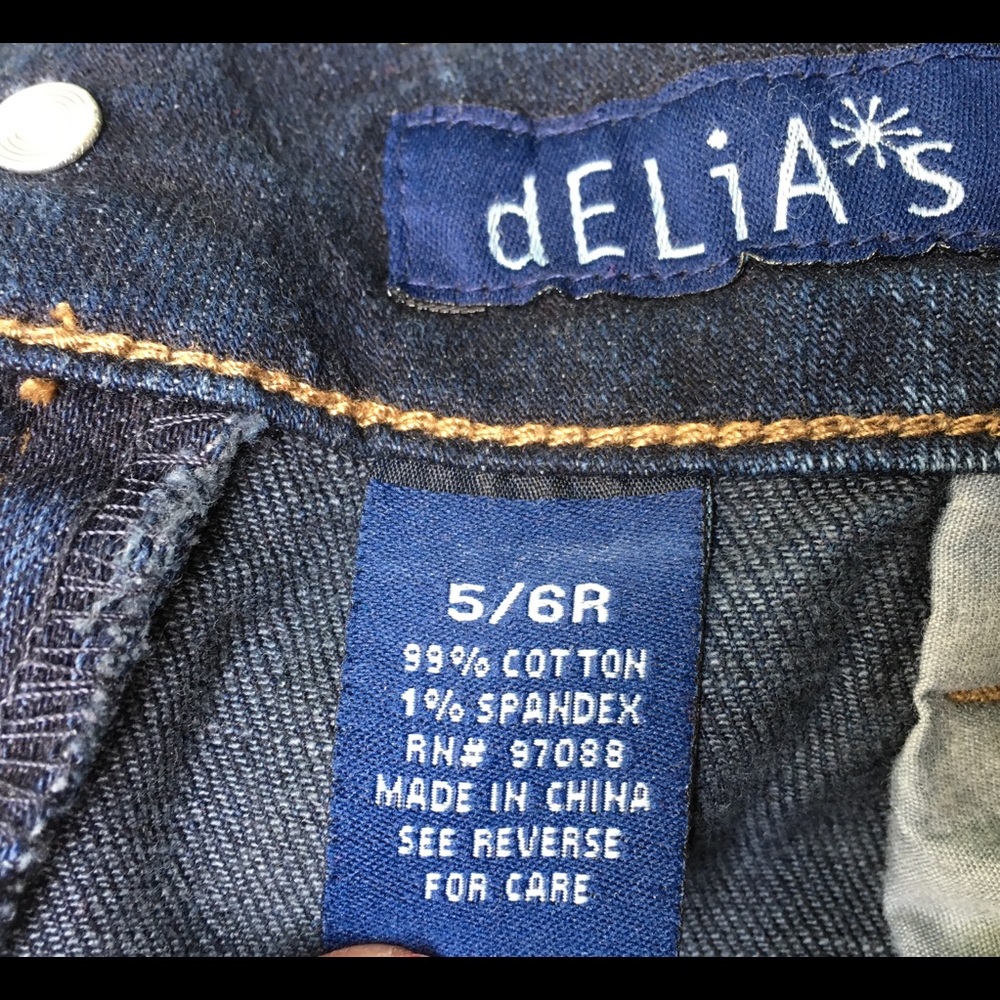 dELiA*s
5/6R
99% COTTON
1% SPANDEX
RN# 97088
MADE IN CHINA
SEE REVERSE
FOR CARE